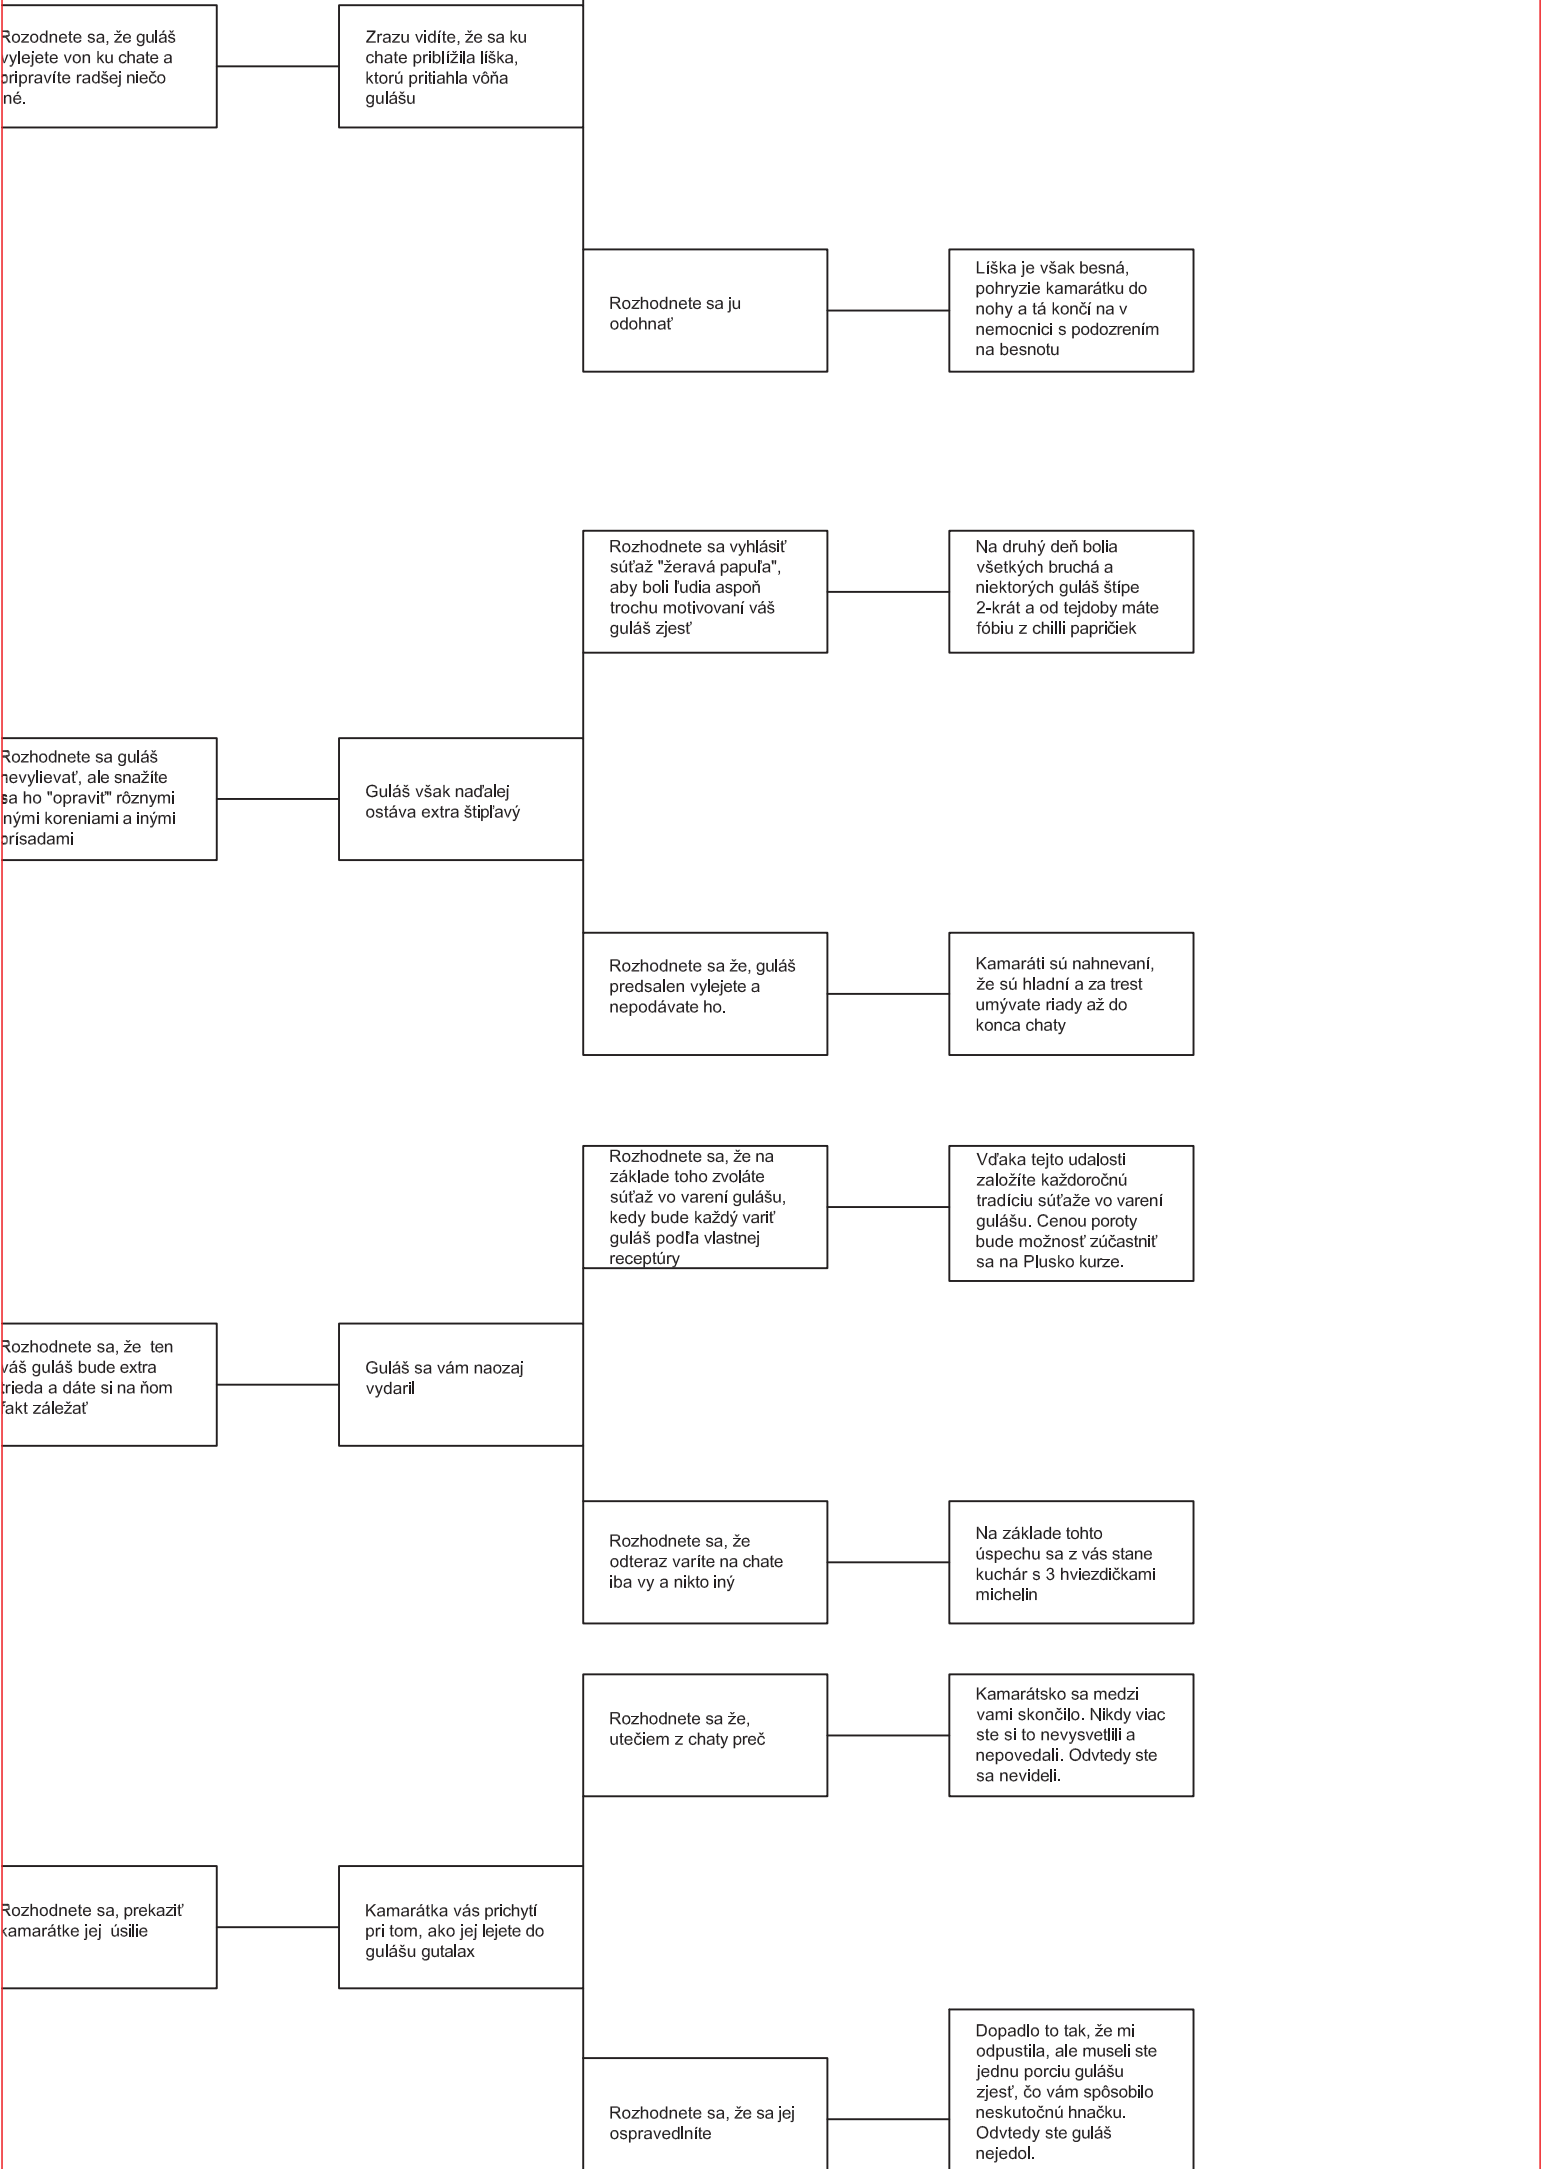 Rozodnete sa, že guláš
vylejete von ku chate a
pripravíte radšej niečo
né.
Zrazu vidíte, že sa ku
chate priblížila líška,
ktorú pritiahla vôňa
gulášu
Rozhodnete sa ju
odohnať
Líška je však besná,
pohryzie kamarátku do
nohy a tá končí na v
nemocnici s podozrením
na besnotu
Rozhodnete sa vyhlásiť
súťaž "žeravá papuľa",
aby boli ľudia aspoň
trochu motivovaní váš
guláš zjesť
Na druhý deň bolia
všetkých bruchá a
niektorých guláš štípe
2-krát a od tejdoby máte
fóbiu z chilli papričiek
Rozhodnete sa guláš
nevylievať, ale snažíte
sa ho "opraviť" rôznymi
nými koreniami a inými
prísadami
Guláš však naďalej
ostáva extra štipľavý
Rozhodnete sa že, guláš
predsalen vylejete a
nepodávate ho.
Kamaráti sú nahnevaní,
že sú hladní a za trest
umývate riady až do
konca chaty
Rozhodnete sa, že na
základe toho zvoláte
súťaž vo varení gulášu,
kedy bude každý variť
guláš podľa vlastnej
receptúry
Vďaka tejto udalosti
založíte každoročnú
tradíciu súťaže vo varení
gulášu. Cenou poroty
bude možnosť zúčastniť
sa na Plusko kurze.
Rozhodnete sa, že  ten
váš guláš bude extra
trieda a dáte si na ňom
fakt záležať
Guláš sa vám naozaj
vydaril
Rozhodnete sa, že
odteraz varíte na chate
iba vy a nikto iný
Na základe tohto
úspechu sa z vás stane
kuchár s 3 hviezdičkami
michelin
Rozhodnete sa že,
utečiem z chaty preč
Kamarátsko sa medzi
vami skončilo. Nikdy viac
ste si to nevysvetlili a
nepovedali. Odvtedy ste
sa nevideli.
Rozhodnete sa, prekaziť
kamarátke jej  úsilie
Kamarátka vás prichytí
pri tom, ako jej lejete do
gulášu gutalax
Rozhodnete sa, že sa jej
ospravedlníte
Dopadlo to tak, že mi
odpustila, ale museli ste
jednu porciu gulášu
zjesť, čo vám spôsobilo
neskutočnú hnačku.
Odvtedy ste guláš
nejedol.